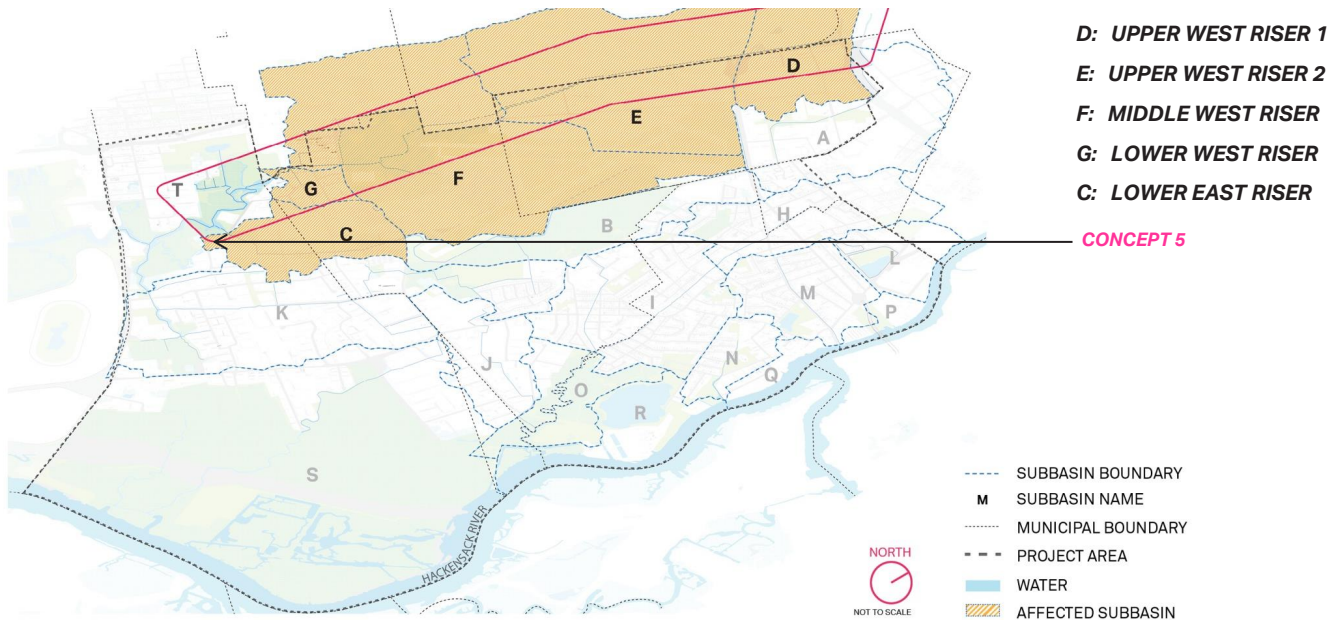 D: UPPER WEST RISER 1
E: UPPER WEST RISER 2
F: MIDDLE WEST RISER
G: LOWER WEST RISER
C: LOWER EAST RISER
CONCEPT 5
D
E
A
T
G
F
C
B
H
L
K
I
M
P
J
N
Q
O
R
S
HACKENSACK RIVER
NORTH
NOT TO SCALE
SUBBASIN BOUNDARY
M SUBBASIN NAME
MUNICIPAL BOUNDARY
PROJECT AREA
WATER
AFFECTED SUBBASIN